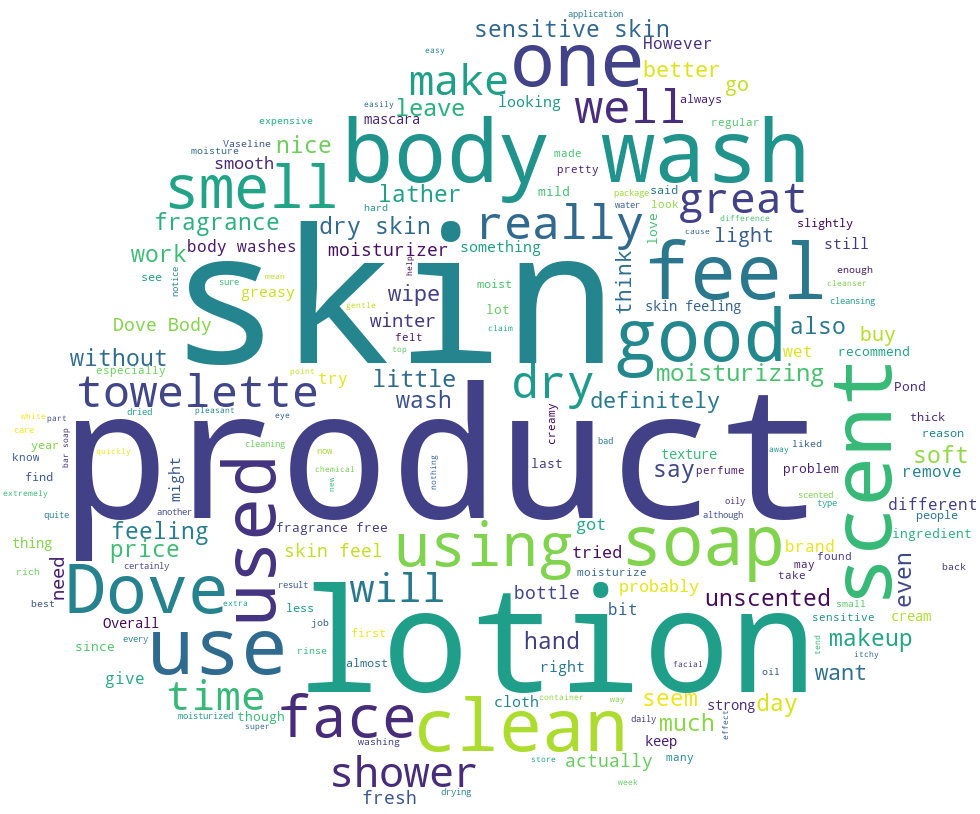 application
sensitive skin
easy
one
However
make
better
go
easily
leave
looking
well
always
expensive
mascara
body wash
regular
Vaseline
nice
moisture
smooth
made
pretty
smell
lather
hard
mild
package
said
look
great
water
fragrance
dry skin
really
love
difference
slightly
work
body washes
moisturizer
something
cause
light
still
see
notice
skin
help
think
feel
enough
sure
mean
greasy
wipe
moist
skin feeling
cleanser
cleansing
gentle
lot
Dove Body
winter
claim
good
also
buy
felt
top
without
wet
recommend
especially
point
try
little
dry
moisturizing
Pond
towelette
wash
definitely
scent
white
part
dried
pleasant
eye
product
creamy
thick
care
year
bar soap
quickly
cleaning
now
bad
texture
away
liked
reason
know
soft
find
might
used
chemical
nothing
last
say
perfume
problem
remove
extremely
new
oily
scented
type
different
quite
another
fragrance free
got
although
people
thing
feeling
using
soap
tried
brand
ingredient
price
skin feel
found
need
certainly
moisturize
may
even
back
rich
Dove
result
will
bottle
probably
take
best
extra
less
bit
unscented
small
cream
Overall
job
first
hand
sensitive
since
every
use
rinse
lotion
makeup
tend
itchy
almost
right
facial
oil
want
give
time
face
cloth
container
way
seem
strong
day
moisturized
though
clean
daily
much
effect
super
washing
keep
shower
store
actually
many
fresh
drying
week